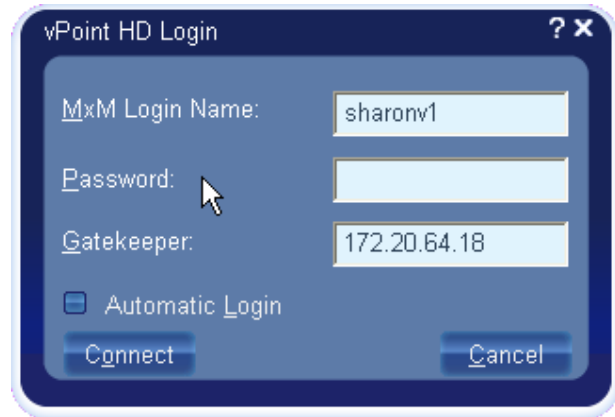 vPoint HD Login ? ×
MxM Login Name: sharonv1
Password:
Gatekeeper: 172.20.64.18
Automatic Login
Connect Cancel